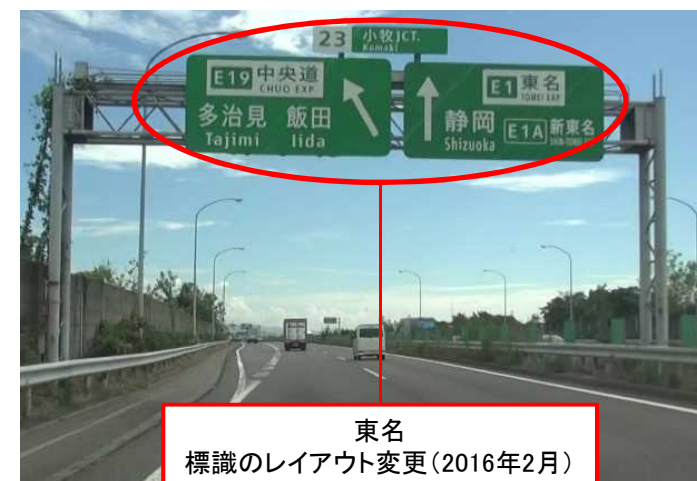 23 小牧JCT.
Komaki
E19 中央道
CHUO EXP
多治見 飯田
Tajimi Iida
E1 東名
TOMEI EXP
静岡 E1A 新東名
Shizuoka
東名
標識のレイアウト変更(2016年2月)